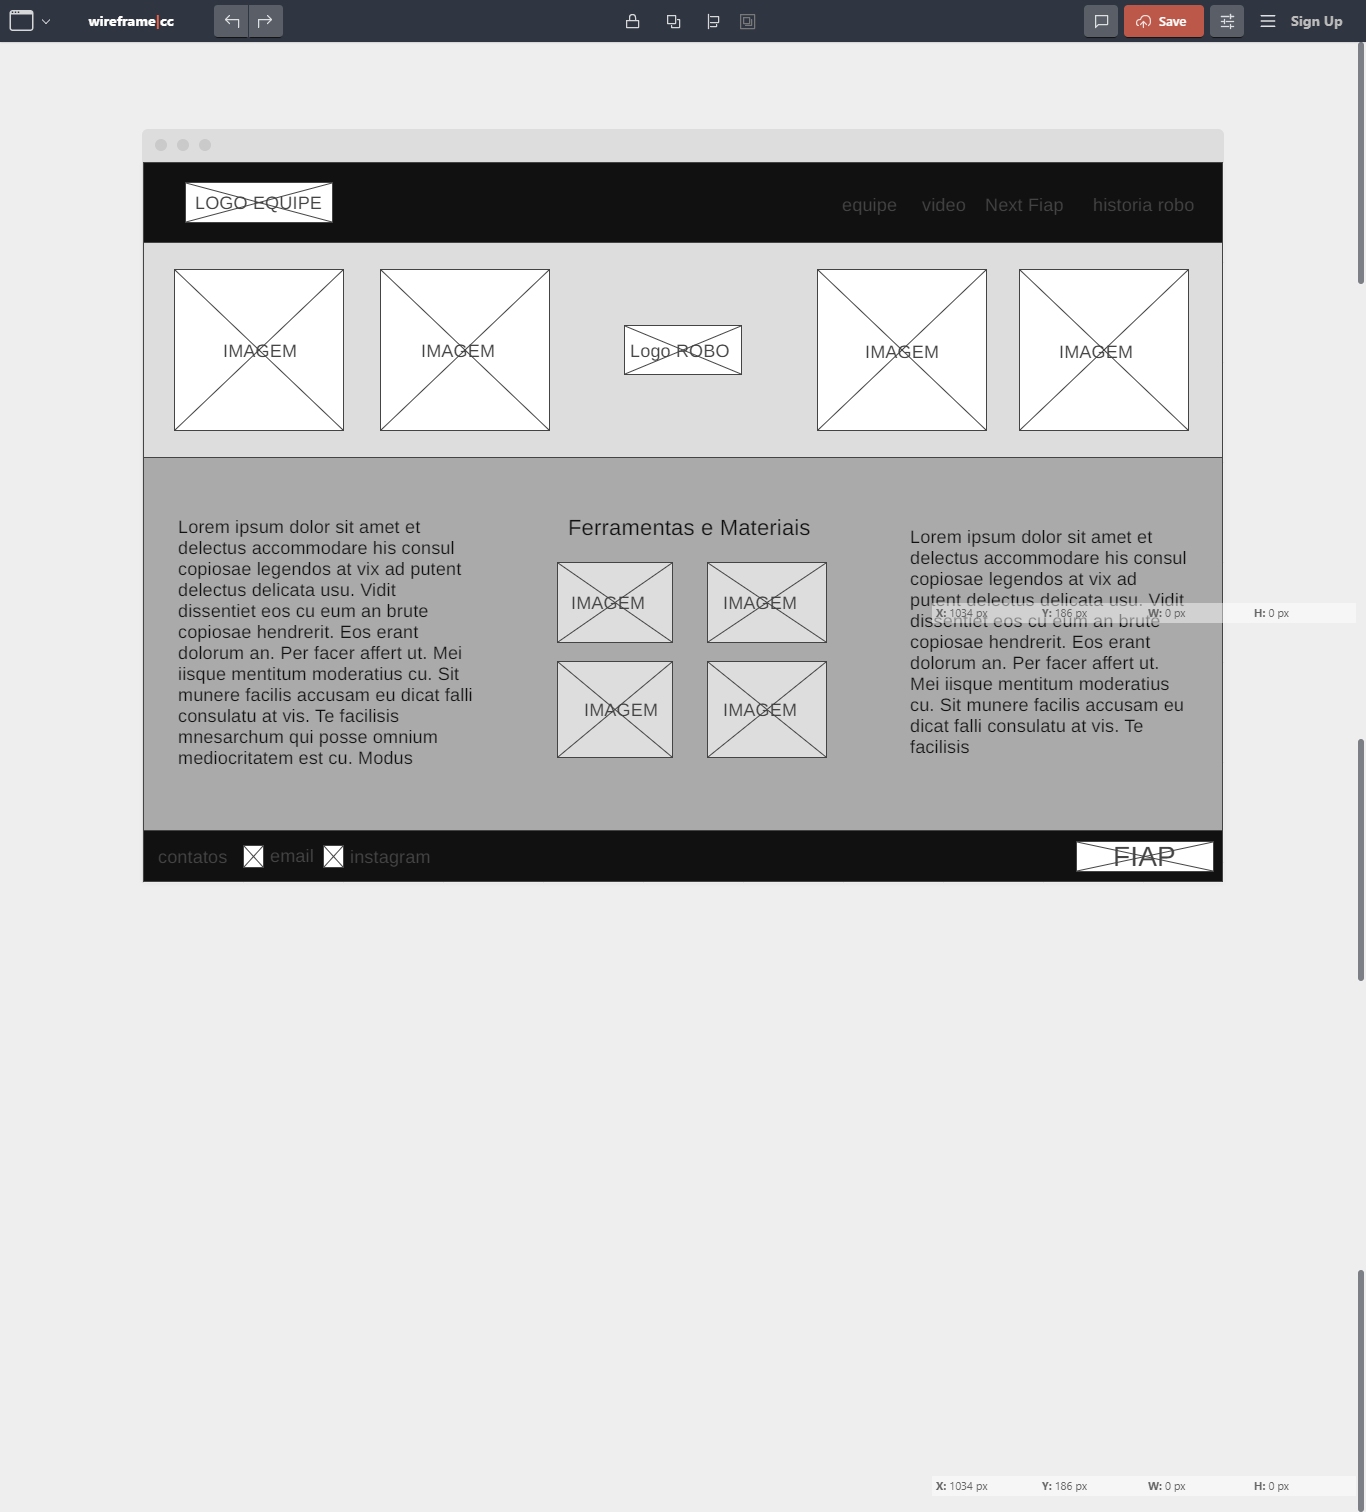 wireframe|cc
Save
Sign Up
LOGO EQUIPE
equipe video Next Fiap historia robo
IMAGEM
IMAGEM
Logo ROBO
IMAGEM
IMAGEM
Lorem ipsum dolor sit amet et
delectus accommodare his consul
copiosae legendos at vix ad putent
delectus delicata usu. Vidit
dissentiet eos cu eum an brute
copiosae hendrerit. Eos erant
dolorum an. Per facer affert ut. Mei
iisque mentitum moderatius cu. Sit
munere facilis accusam eu dicat falli
consulatu at vis. Te facilisis
mnesarchum qui posse omnium
mediocritatem est cu. Modus
Ferramentas e Materiais
IMAGEM
IMAGEM
IMAGEM
IMAGEM
Lorem ipsum dolor sit amet et
delectus accommodare his consul
copiosae legendos at vix ad
putent delectus delicata usu. Vidit
dissentiet eos cu eum an brute
copiosae hendrerit. Eos erant
dolorum an. Per facer affert ut.
Mei iisque mentitum moderatius
cu. Sit munere facilis accusam eu
dicat falli consulatu at vis. Te
facilisis
X: 1034 px Y: 186 px W: 0 px H: 0 px
contatos email instagram
FIAP
X: 1034 px Y: 186 px W: 0 px H: 0 px